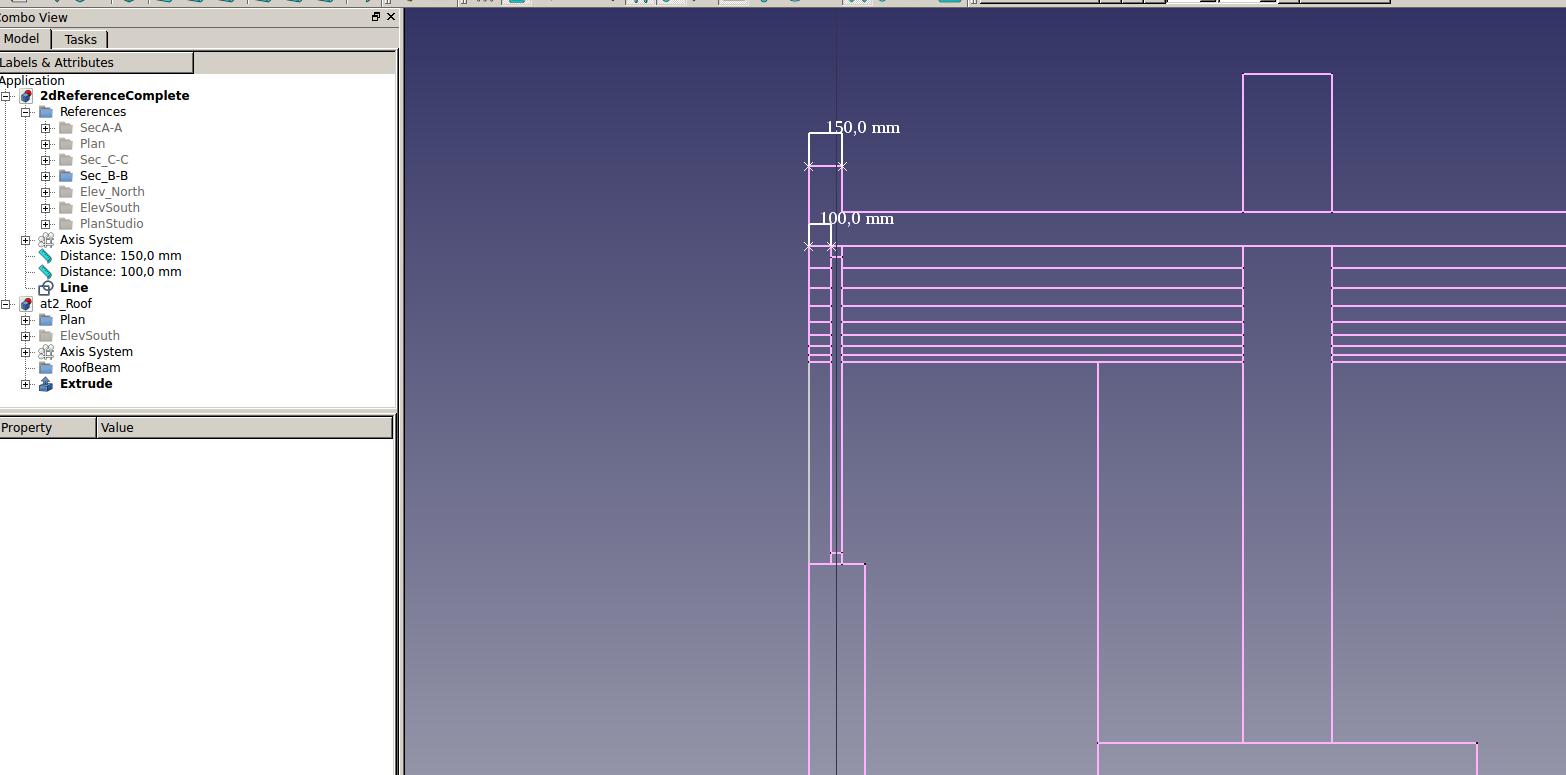 Combo View
Model Tasks
Labels & Attributes
Application
2dReferenceComplete
References
SecA-A
Plan
Sec_C-C
Sec_B-B
Elev_North
ElevSouth
PlanStudio
Axis System
Distance: 150,0 mm
Distance: 100,0 mm
Line
at2_Roof
Plan
ElevSouth
Axis System
RoofBeam
Extrude
Property Value
150,0 mm
100,0 mm